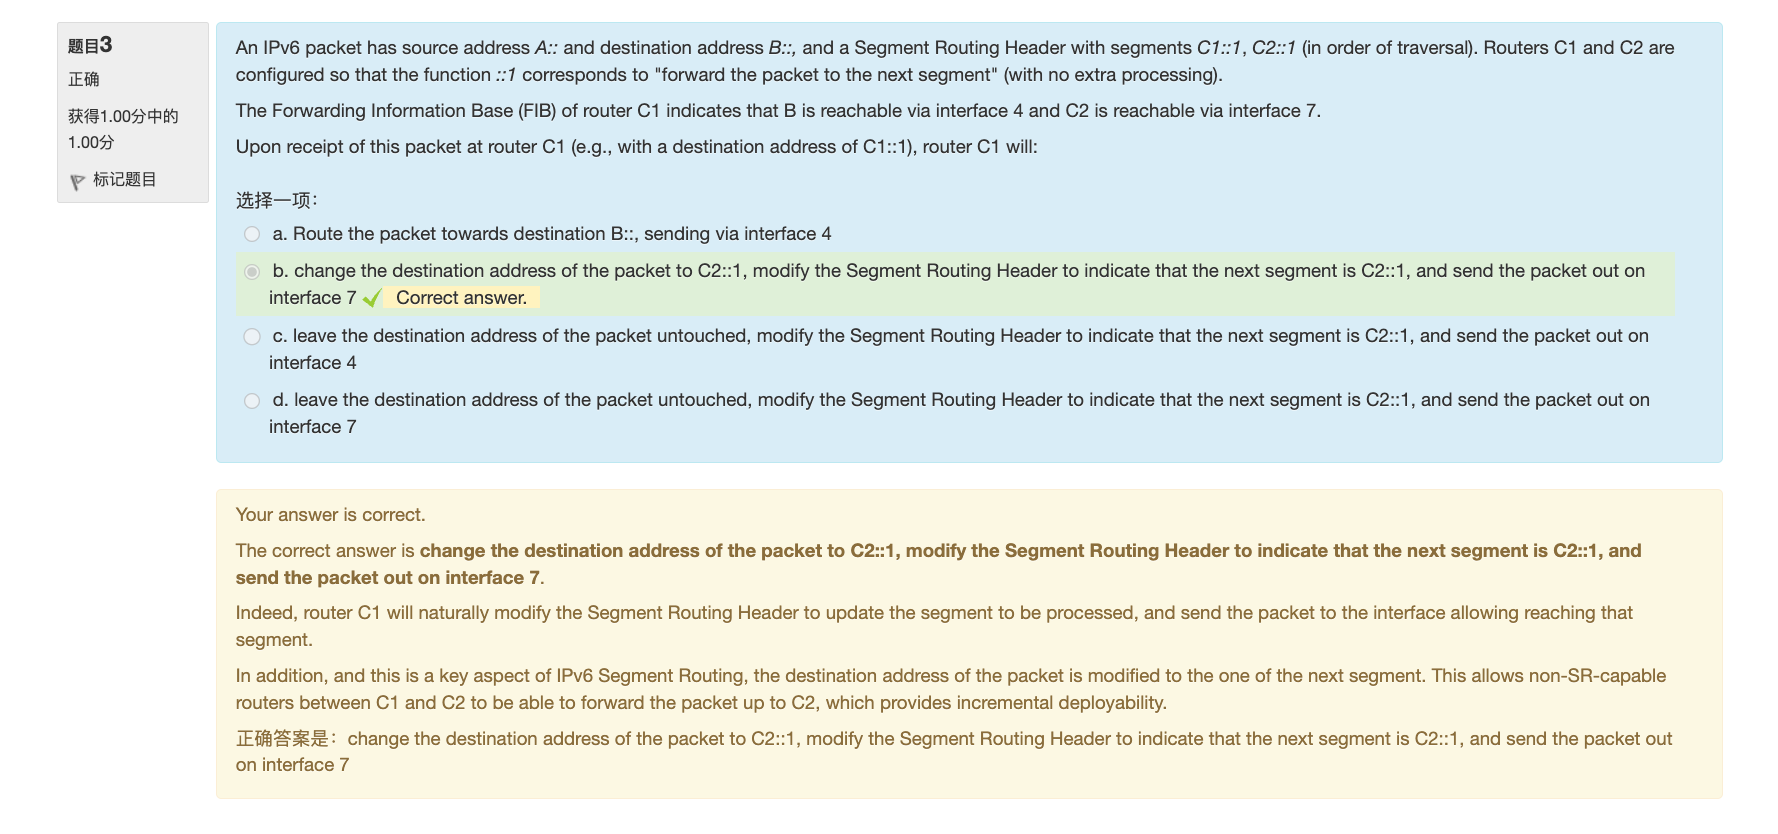 题目3
正确
获得1.00分中的
1.00分
标记题目
An IPv6 packet has source address A:: and destination address B::, and a Segment Routing Header with segments C1::1, C2::1 (in order of traversal). Routers C1 and C2 are
configured so that the function ::1 corresponds to "forward the packet to the next segment" (with no extra processing).
The Forwarding Information Base (FIB) of router C1 indicates that B is reachable via interface 4 and C2 is reachable via interface 7.
Upon receipt of this packet at router C1 (e.g., with a destination address of C1::1), router C1 will:
选择一项：
a. Route the packet towards destination B::, sending via interface 4
b. change the destination address of the packet to C2::1, modify the Segment Routing Header to indicate that the next segment is C2::1, and send the packet out on
interface 7 Correct answer.
c. leave the destination address of the packet untouched, modify the Segment Routing Header to indicate that the next segment is C2::1, and send the packet out on
interface 4
d. leave the destination address of the packet untouched, modify the Segment Routing Header to indicate that the next segment is C2::1, and send the packet out on
interface 7
Your answer is correct.
The correct answer is change the destination address of the packet to C2::1, modify the Segment Routing Header to indicate that the next segment is C2::1, and
send the packet out on interface 7.
Indeed, router C1 will naturally modify the Segment Routing Header to update the segment to be processed, and send the packet to the interface allowing reaching that
segment.
In addition, and this is a key aspect of IPv6 Segment Routing, the destination address of the packet is modified to the one of the next segment. This allows non-SR-capable
routers between C1 and C2 to be able to forward the packet up to C2, which provides incremental deployability.
正确答案是：change the destination address of the packet to C2::1, modify the Segment Routing Header to indicate that the next segment is C2::1, and send the packet out
on interface 7